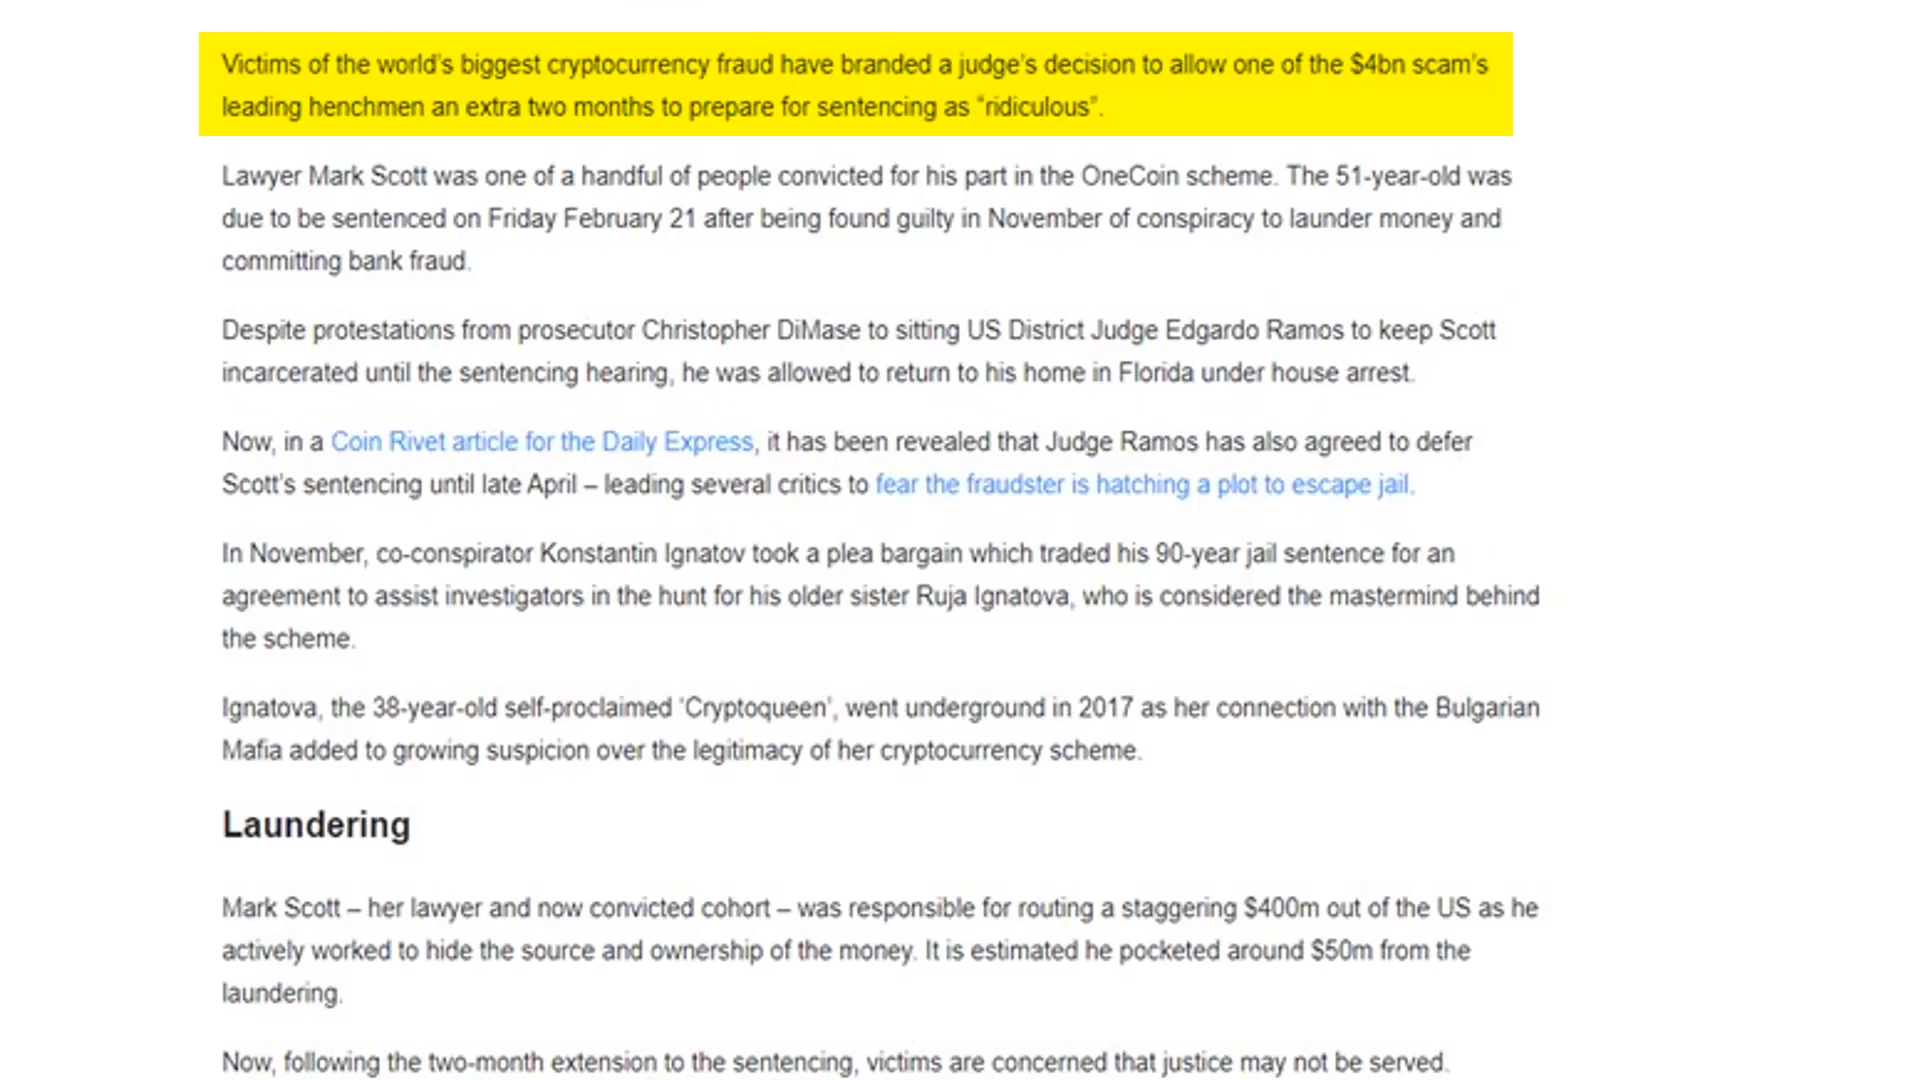 Victims of the world's biggest cryptocurrency fraud have branded a judge's decision to allow one of the $4bn scam's
leading henchmen an extra two months to prepare for sentencing as “ridiculous”.
Lawyer Mark Scott was one of a handful of people convicted for his part in the OneCoin scheme. The 51-year-old was
due to be sentenced on Friday February 21 after being found guilty in November of conspiracy to launder money and
committing bank fraud.
Despite protestations from prosecutor Christopher DiMase to sitting US District Judge Edgardo Ramos to keep Scott
incarcerated until the sentencing hearing, he was allowed to return to his home in Florida under house arrest.
Now, in a Coin Rivet article for the Daily Express, it has been revealed that Judge Ramos has also agreed to defer
Scott's sentencing until late April – leading several critics to fear the fraudster is hatching a plot to escape jail.
In November, co-conspirator Konstantin Ignatov took a plea bargain which traded his 90-year jail sentence for an
agreement to assist investigators in the hunt for his older sister Ruja Ignatova, who is considered the mastermind behind
the scheme.
Ignatova, the 38-year-old self-proclaimed ‘Cryptoqueen’, went underground in 2017 as her connection with the Bulgarian
Mafia added to growing suspicion over the legitimacy of her cryptocurrency scheme.
Laundering
Mark Scott – her lawyer and now convicted cohort – was responsible for routing a staggering $400m out of the US as he
actively worked to hide the source and ownership of the money. It is estimated he pocketed around $50m from the
laundering.
Now, following the two-month extension to the sentencing, victims are concerned that justice may not be served.